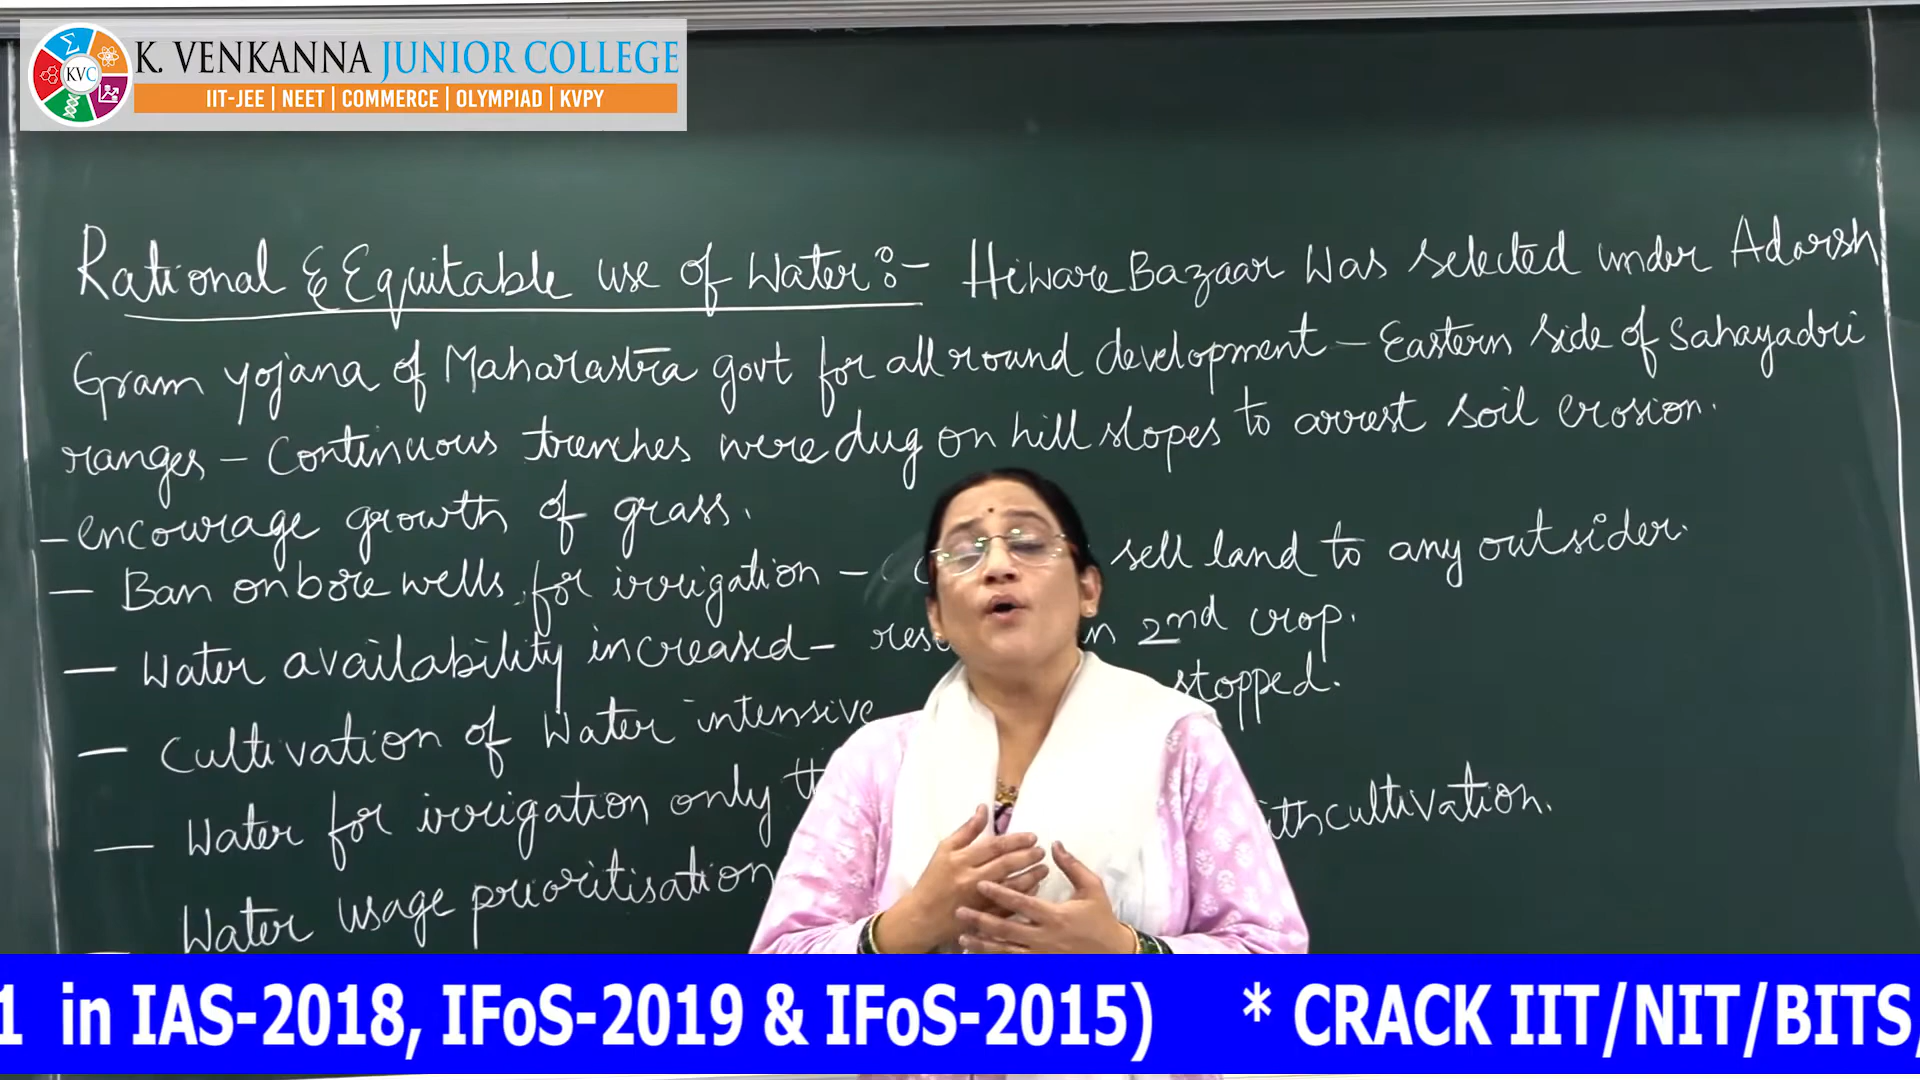 K. VENKANNA JUNIOR COLLEGE
KVC
IIT-JEE | NEET | COMMERCE | OLYMPIAD | KVPY
Rational & Equitable use of Water :- Hiware Bazaar was selected under Adarsh
Gram yojana of Maharastra govt for all round development - Eastern side of Sahayadri
ranges - Continuous trenches were dug on hill slopes to arrest soil erosion.
- encourage growth of grass.
- Ban on bore wells for irrigation - sell land to any outsider.
- Water availability increased - 2nd crop.
- Cultivation of Water intensive stopped.
- Water for irrigation only cultivation.
- Water usage prioritisation
1 in IAS-2018, IFoS-2019 & IFoS-2015) * CRACK IIT/NIT/BITS,